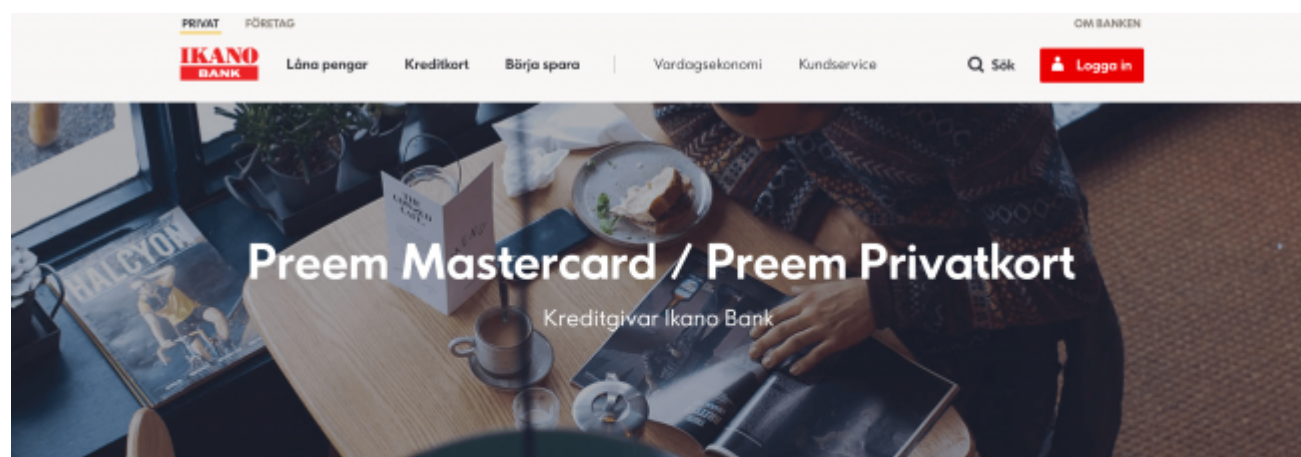 PRIVAT FÖRETAG OM BANKEN
IKANO
BANK
Låna pengar Kreditkort Börja spara Vardagsekonomi Kundservice Sök Logga in
HALCYON
Preem Mastercard / Preem Privatkort
Kreditgivar Ikano Bank